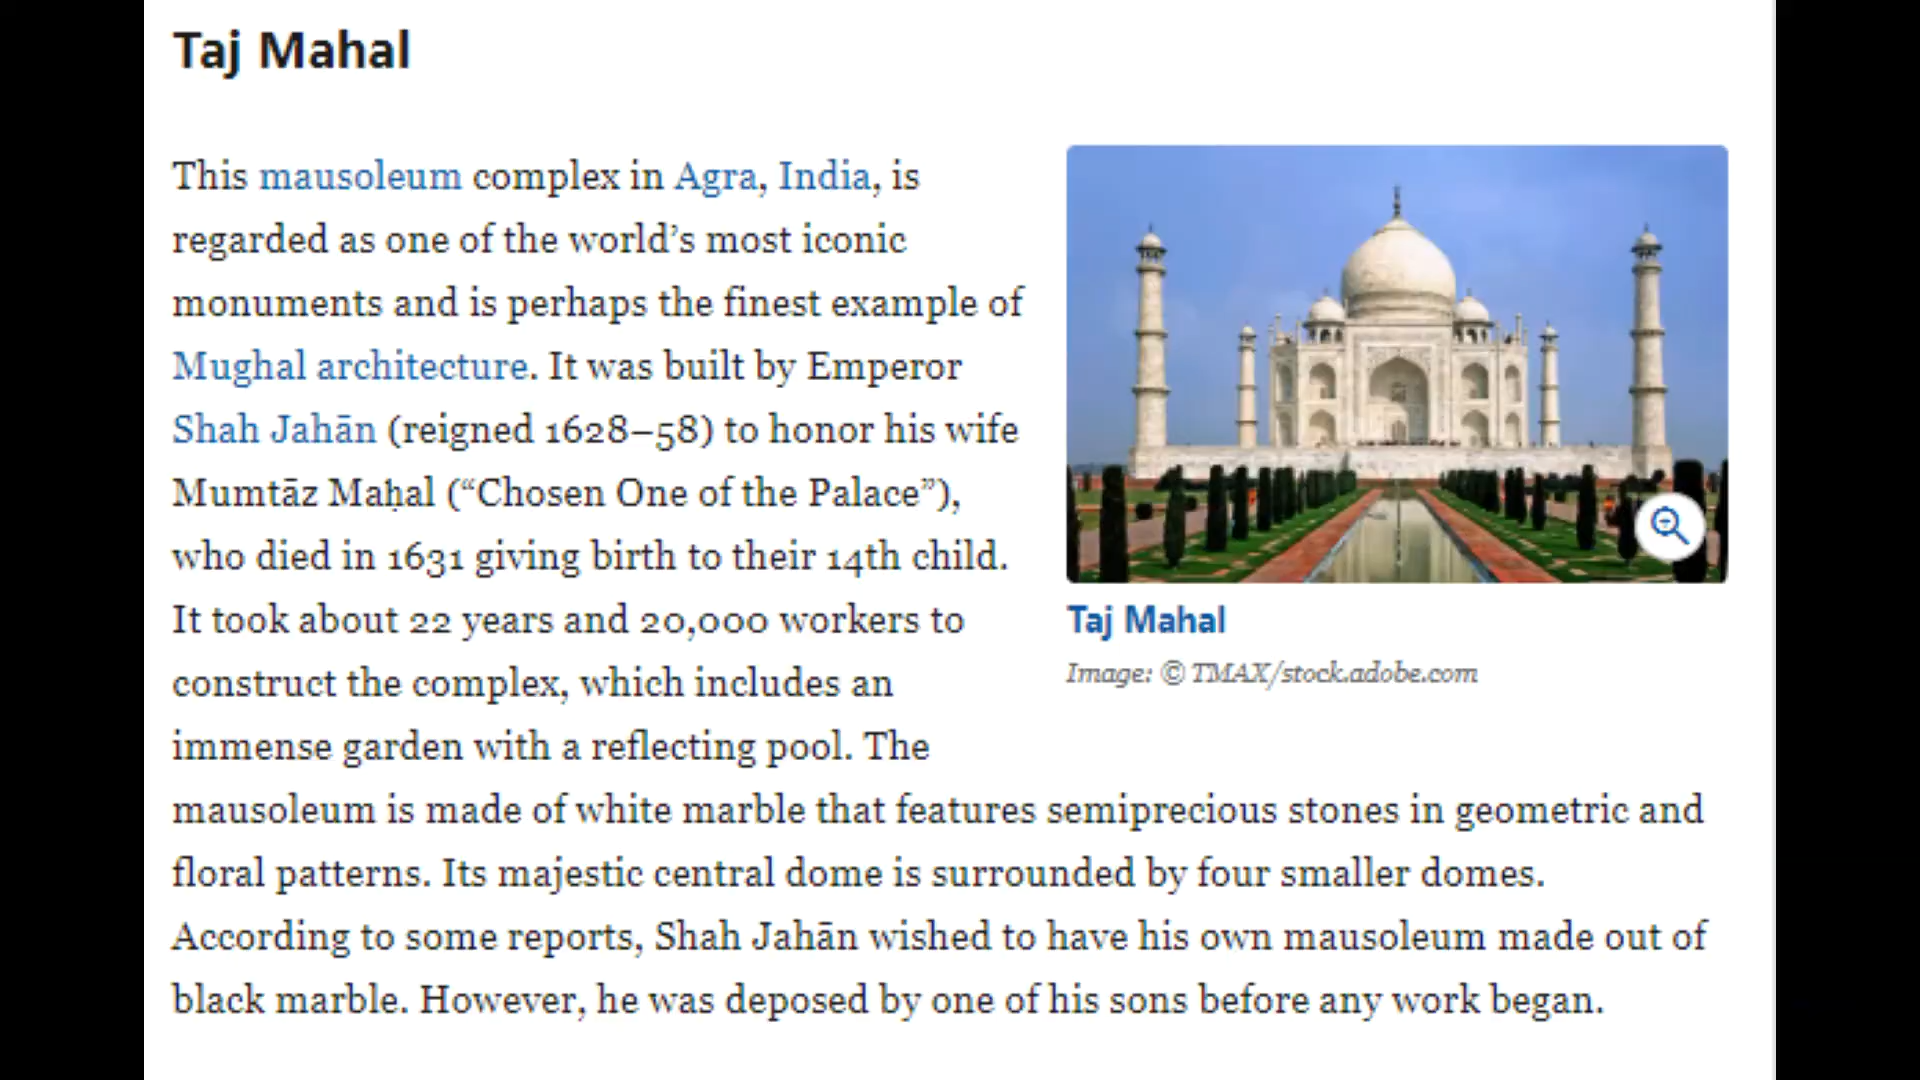 Taj Mahal
This mausoleum complex in Agra, India, is
regarded as one of the world’s most iconic
monuments and is perhaps the finest example of
Mughal architecture. It was built by Emperor
Shah Jahān (reigned 1628–58) to honor his wife
Mumtāz Maḥal (“Chosen One of the Palace”),
who died in 1631 giving birth to their 14th child.
It took about 22 years and 20,000 workers to
construct the complex, which includes an
immense garden with a reflecting pool. The
mausoleum is made of white marble that features semiprecious stones in geometric and
floral patterns. Its majestic central dome is surrounded by four smaller domes.
According to some reports, Shah Jahān wished to have his own mausoleum made out of
black marble. However, he was deposed by one of his sons before any work began.
Taj Mahal
Image: © TMAX/stock.adobe.com